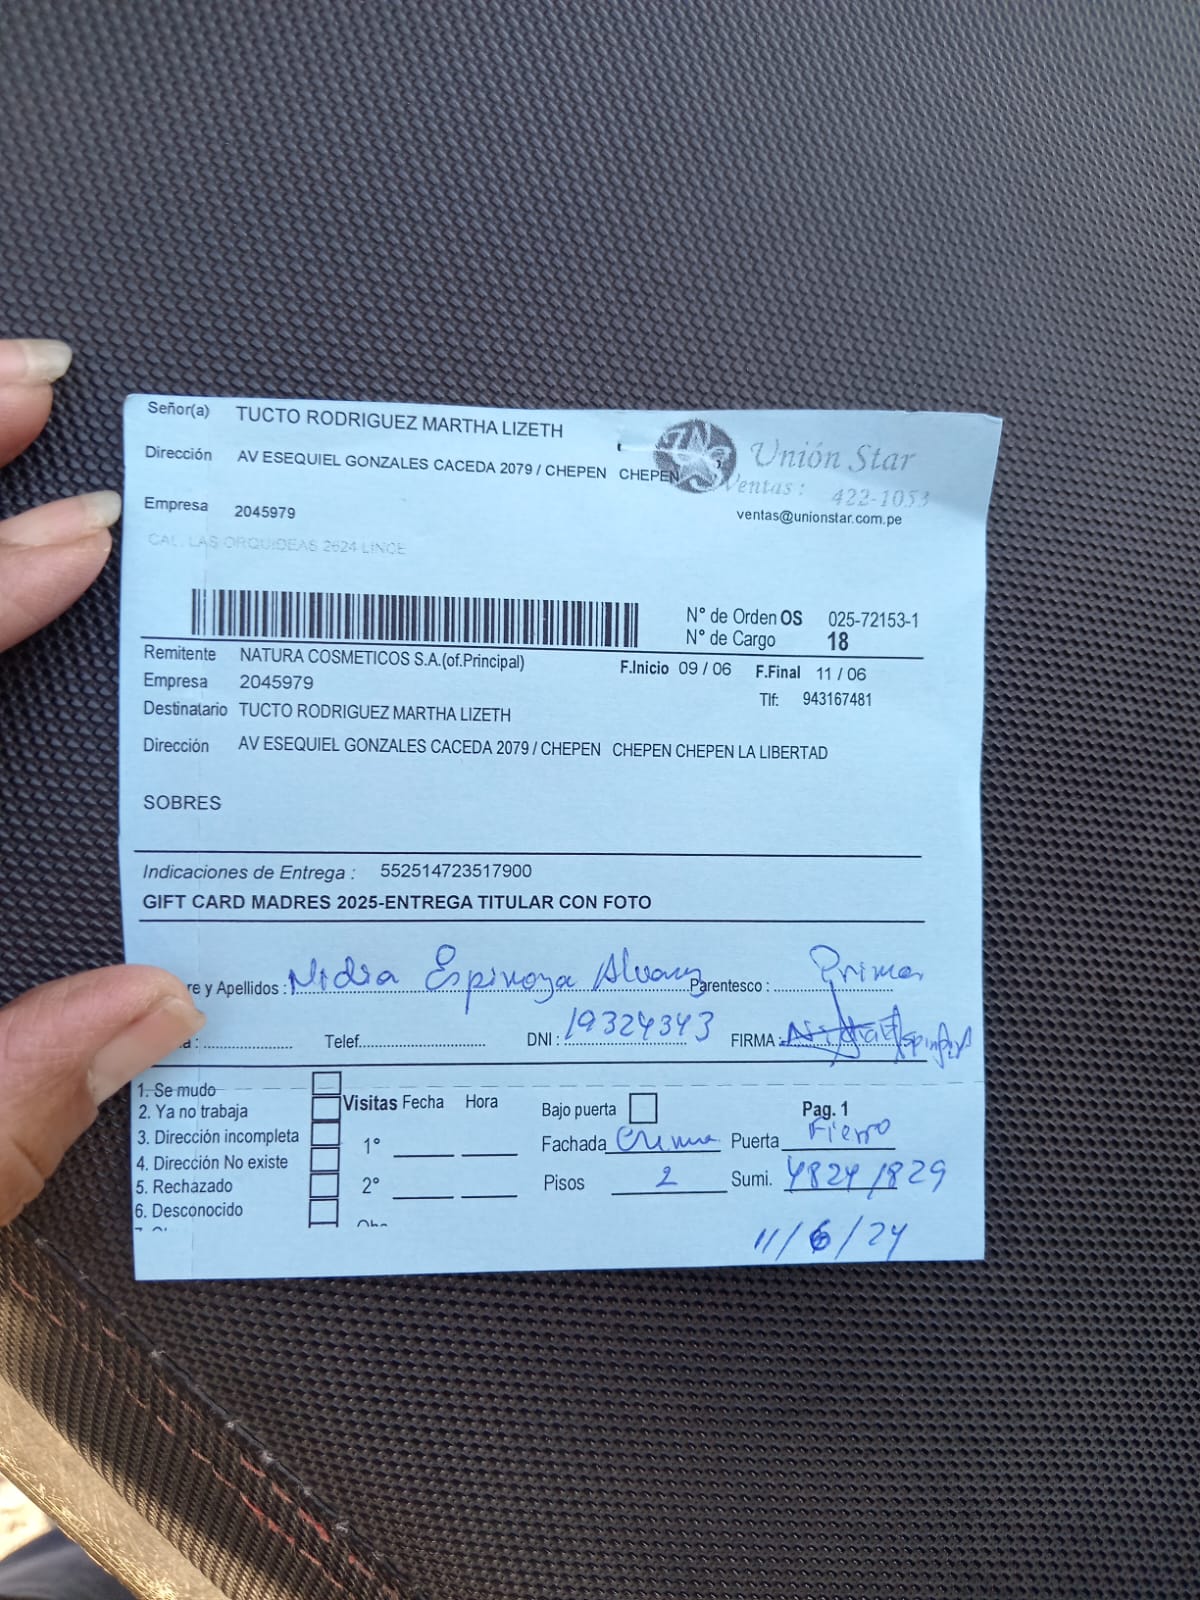 Señor(a) TUCTO RODRIGUEZ MARTHA LIZETH
Dirección AV ESEQUIEL GONZALES CACEDA 2079 / CHEPEN CHEPEN
Unión Star
Ventas: 422-1053
ventas@unionstar.com.pe
Empresa 2045979
CAL. LAS ORQUIDEAS 2624 LINCE
N° de Orden OS 025-72153-1
N° de Cargo 18
Remitente NATURA COSMETICOS S.A.(of.Principal) F.Inicio 09 / 06 F.Final 11 / 06
Empresa 2045979 Tlf: 943167481
Destinatario TUCTO RODRIGUEZ MARTHA LIZETH
Dirección AV ESEQUIEL GONZALES CACEDA 2079 / CHEPEN CHEPEN CHEPEN LA LIBERTAD
SOBRES
Indicaciones de Entrega : 552514723517900
GIFT CARD MADRES 2025-ENTREGA TITULAR CON FOTO
re y Apellidos : Nidia Espinoza Alvarez Parentesco : Prima
a : Telef. DNI : 19324343 FIRMA :
1. Se mudo
2. Ya no trabaja
3. Dirección incompleta
4. Dirección No existe
5. Rechazado
6. Desconocido
Visitas Fecha Hora
1°
2°
Bajo puerta Pag. 1
Fachada Crema Puerta Fierro
Pisos 2 Sumi. 4824/829
11/6/24